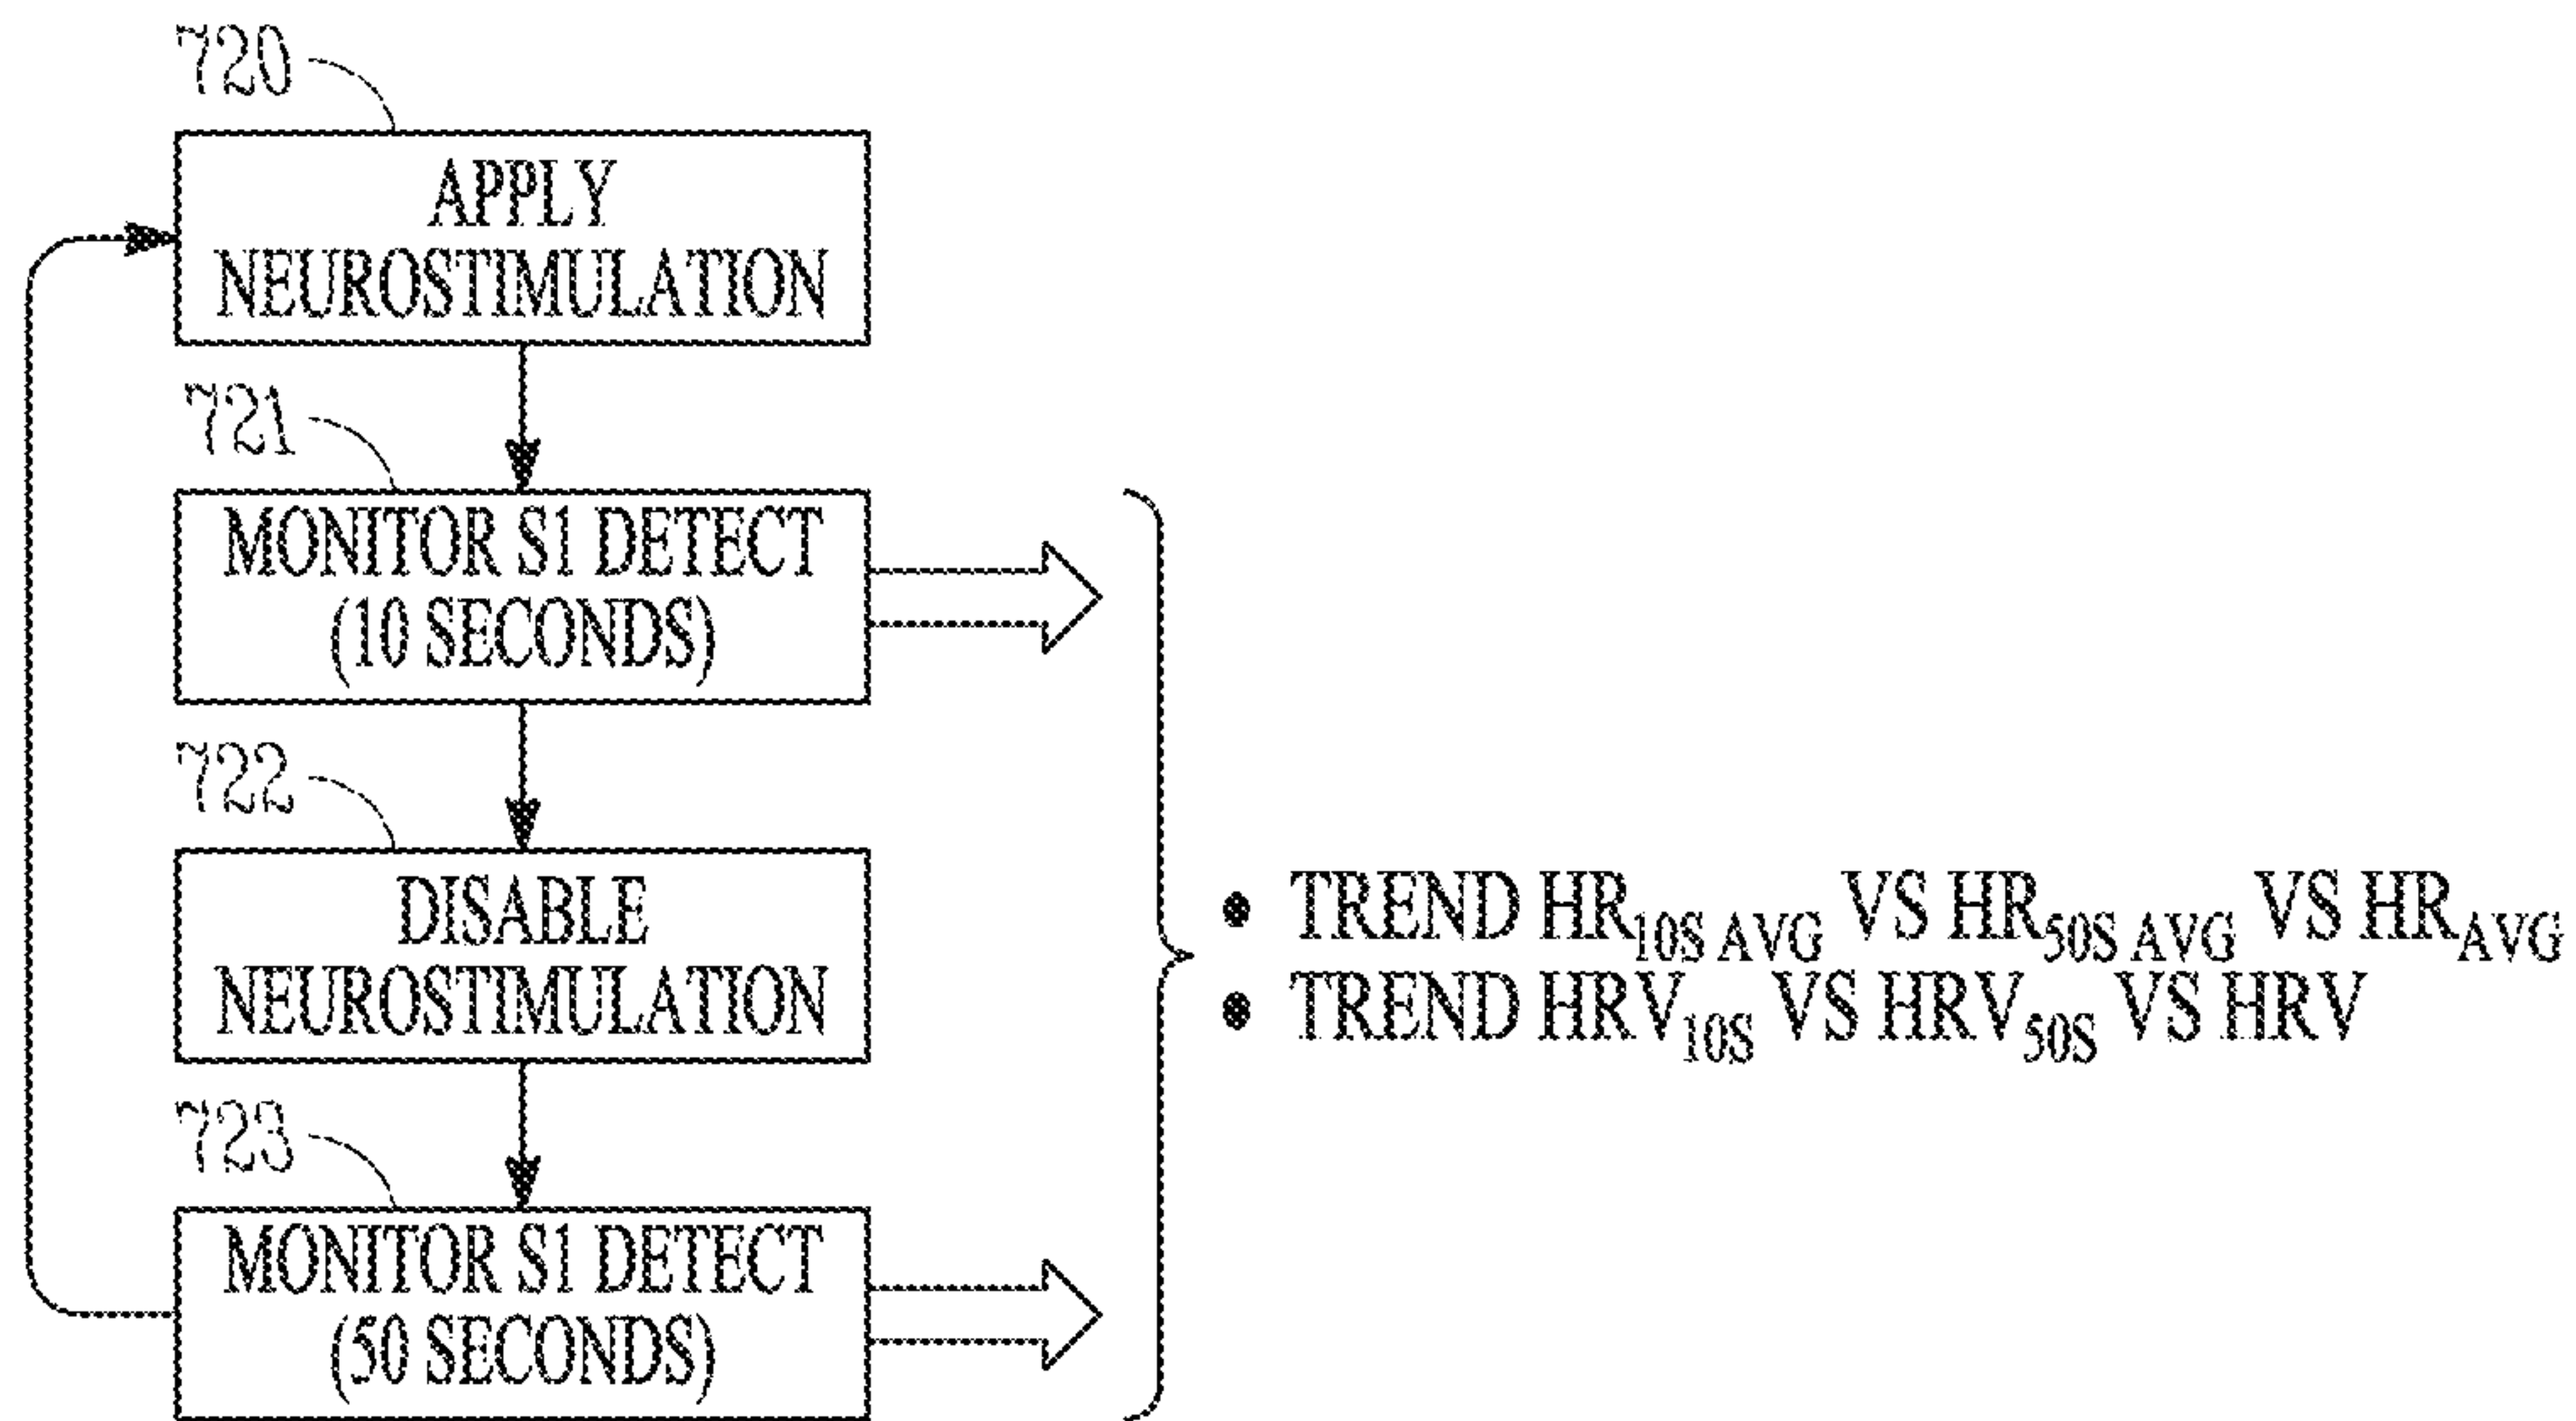 720
APPLY
NEUROSTIMULATION
721
MONITOR S1 DETECT
(10 SECONDS)
722
DISABLE
NEUROSTIMULATION
723
MONITOR S1 DETECT
(50 SECONDS)
• TREND HR10S AVG VS HR50S AVG VS HRAVG
• TREND HRV10S VS HRV50S VS HRV